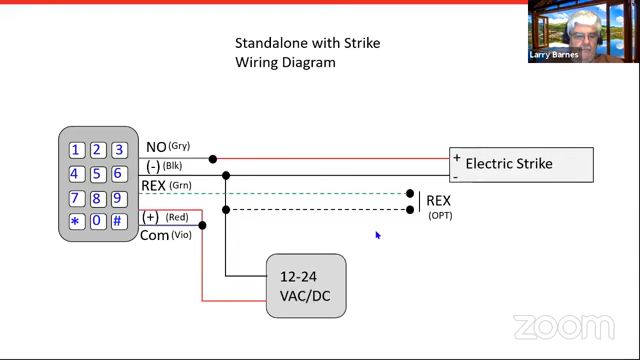 Standalone with Strike
Wiring Diagram
Larry Barnes
1 2 3
4 5 6
7 8 9
* 0 #
NO (Gry)
(-) (Blk)
REX (Grn)
(+) (Red)
Com (Vio)
+
Electric Strike
-
REX
(OPT)
12-24
VAC/DC
zoom